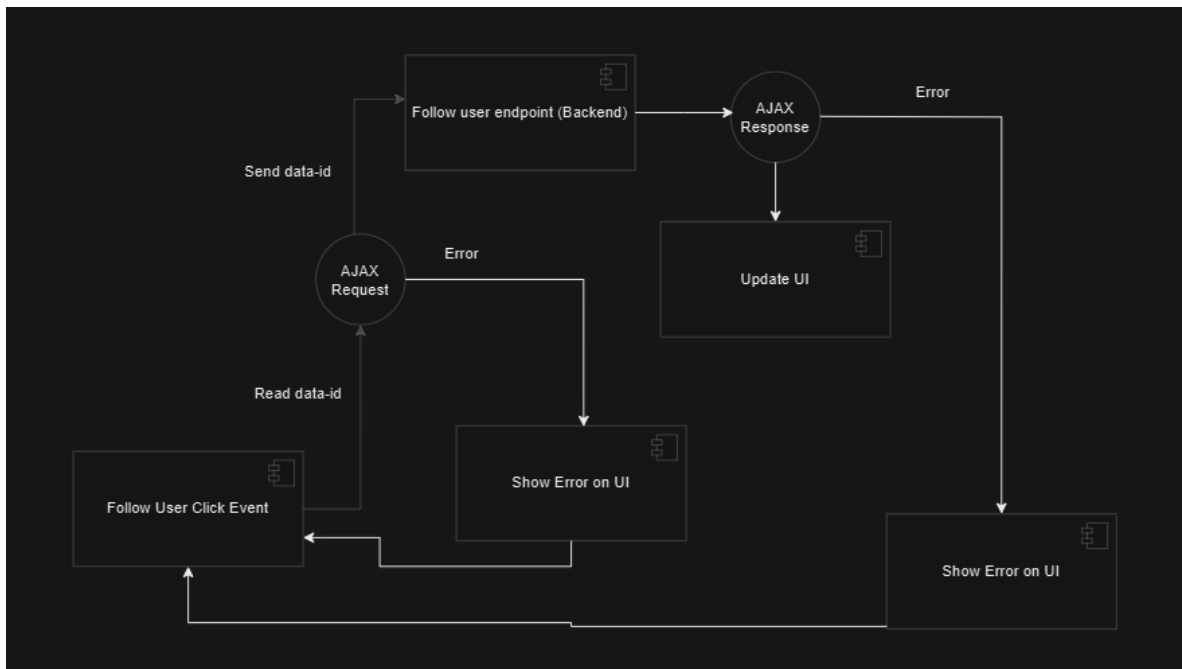 Follow user endpoint (Backend)
AJAX
Response
Error
Send data-id
AJAX
Request
Error
Update UI
Read data-id
Follow User Click Event
Show Error on UI
Show Error on UI